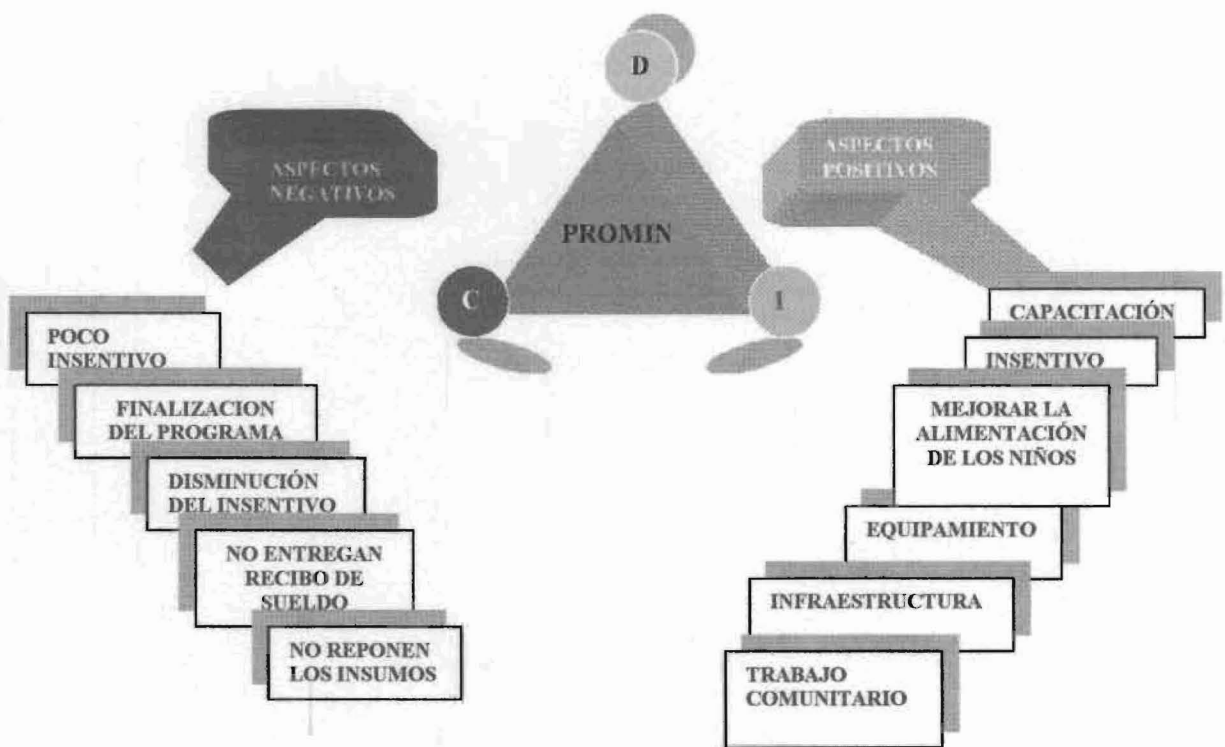 D
ASPECTOS
NEGATIVOS
ASPECTOS
POSITIVOS
PROMIN
C
I
POCO
INSENTIVO
FINALIZACION
DEL PROGRAMA
DISMINUCIÓN
DEL INSENTIVO
NO ENTREGAN
RECIBO DE
SUELDO
NO REPONEN
LOS INSUMOS
CAPACITACIÓN
INSENTIVO
MEJORAR LA
ALIMENTACIÓN
DE LOS NIÑOS
EQUIPAMIENTO
INFRAESTRUCTURA
TRABAJO
COMUNITARIO